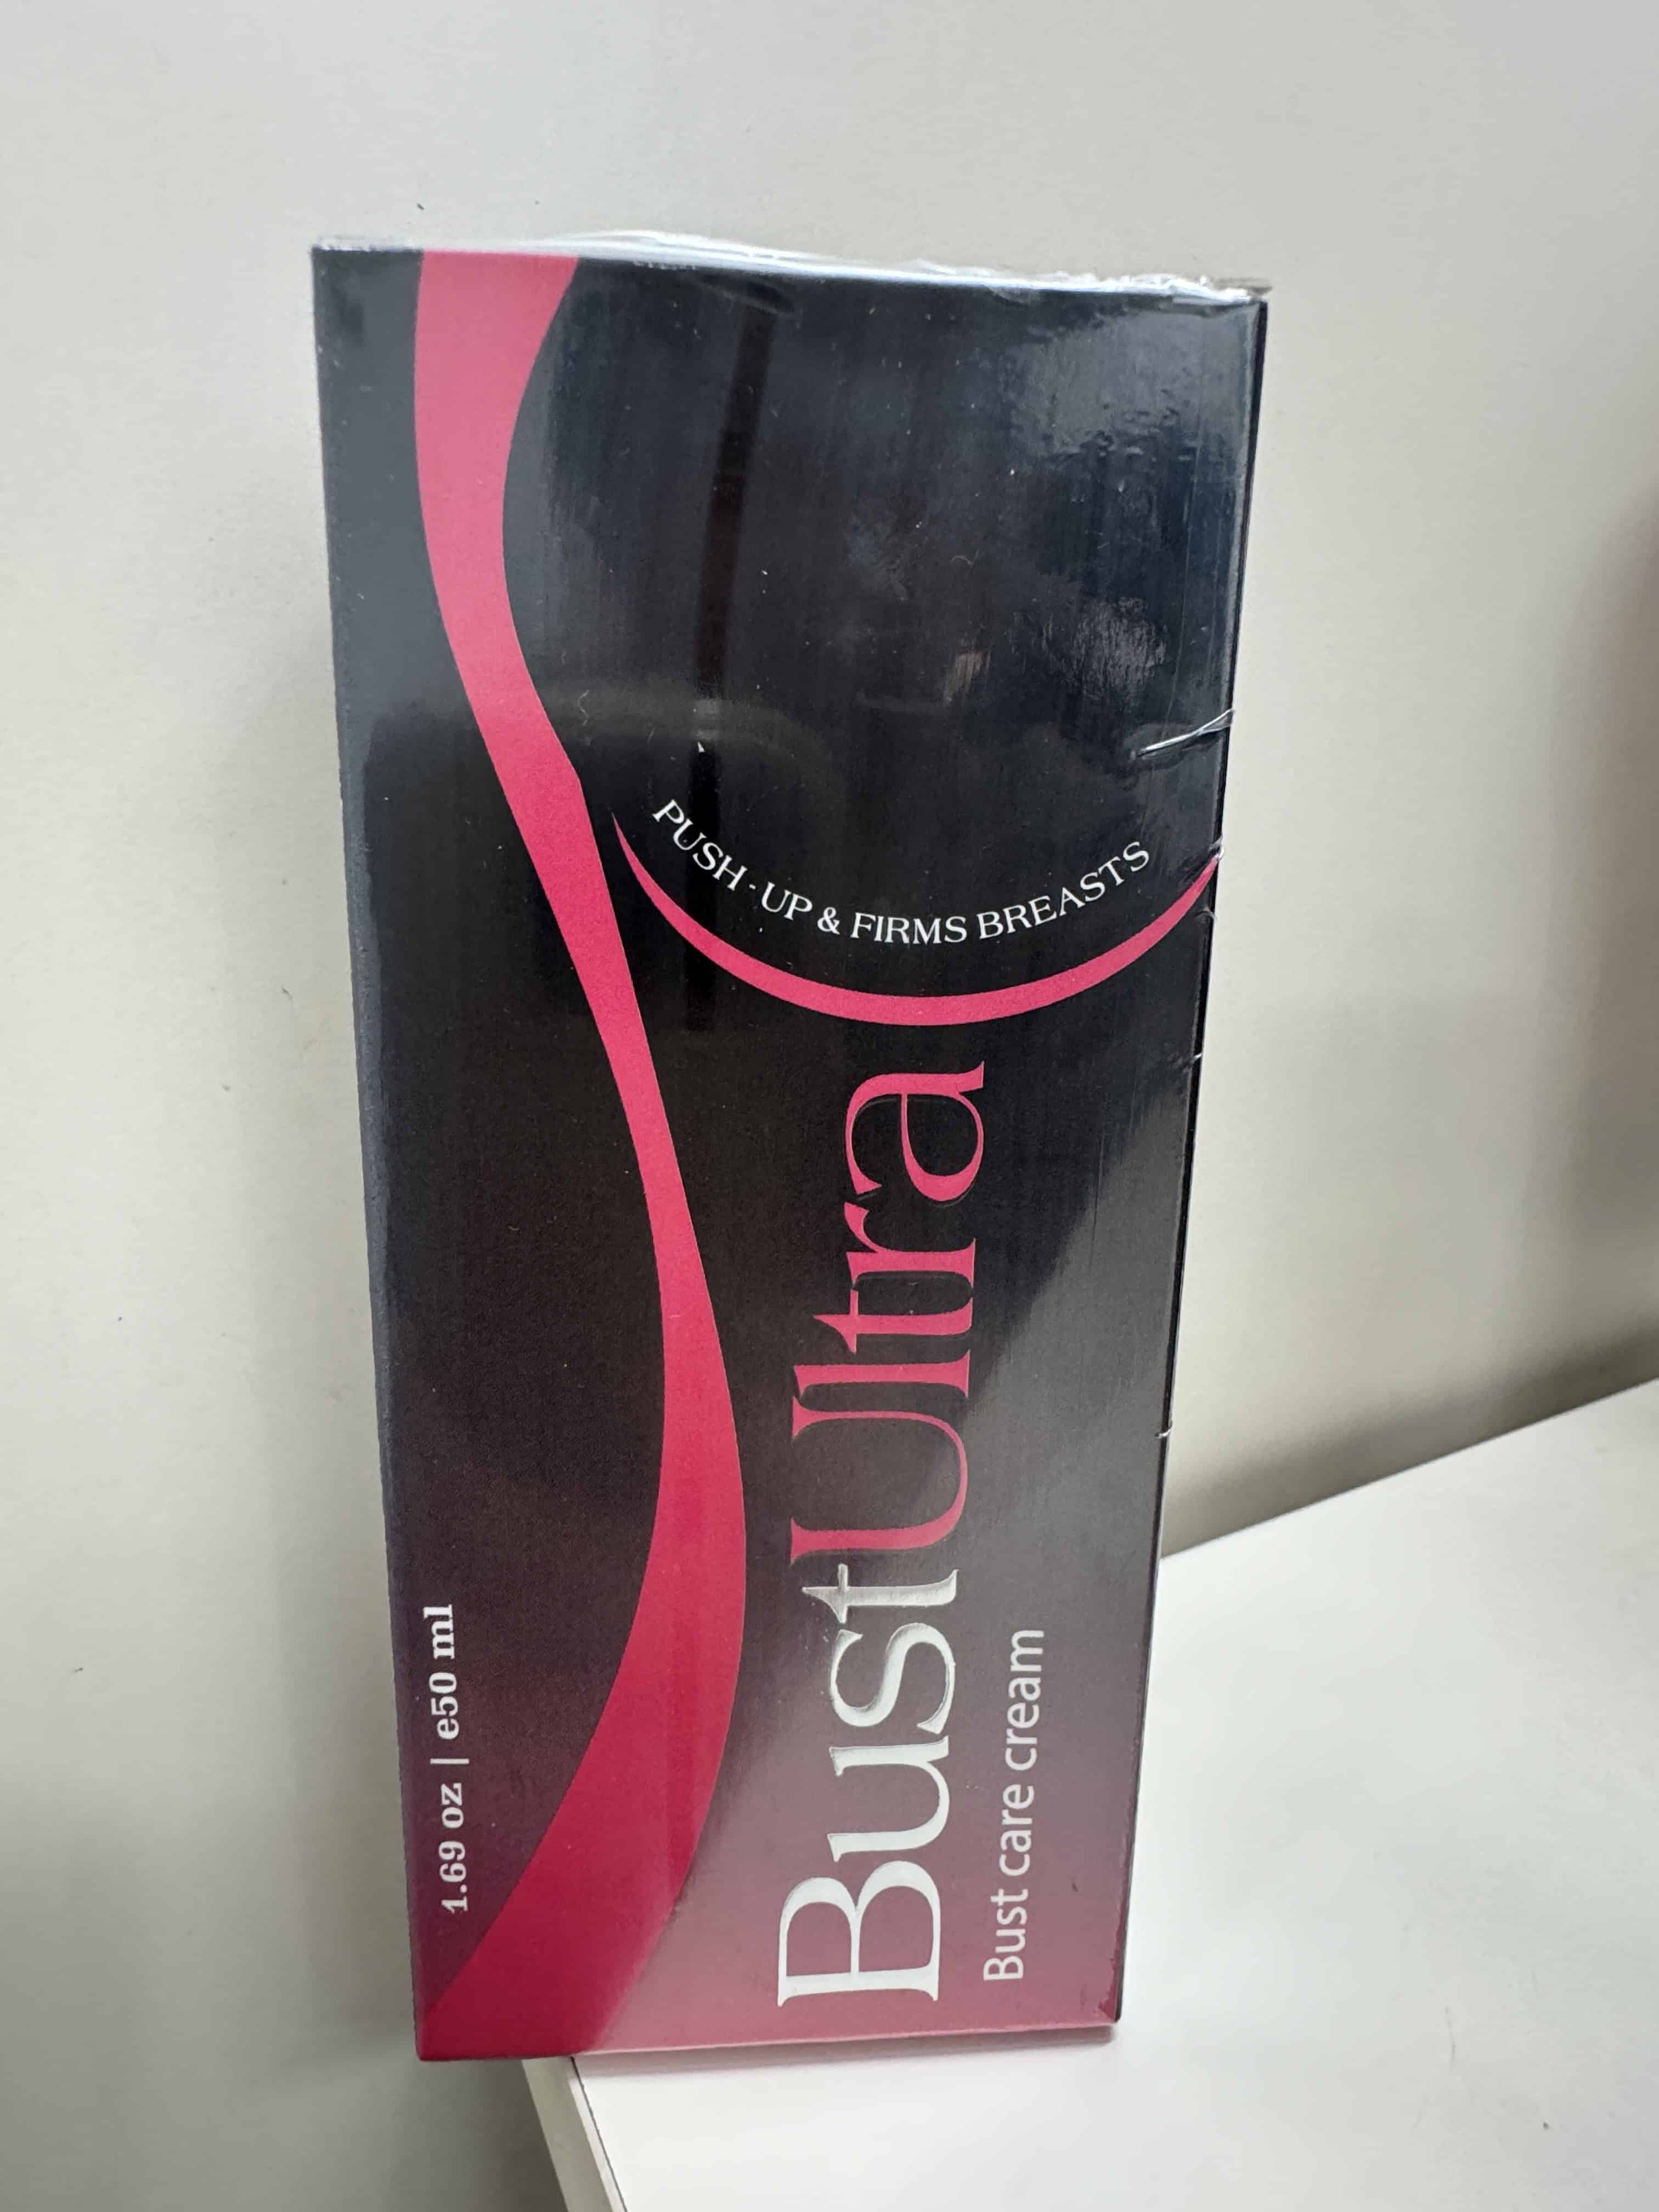 PUSH-UP & FIRMS BREASTS
BustUltra
Bust care cream
1.69 oz | e50 ml